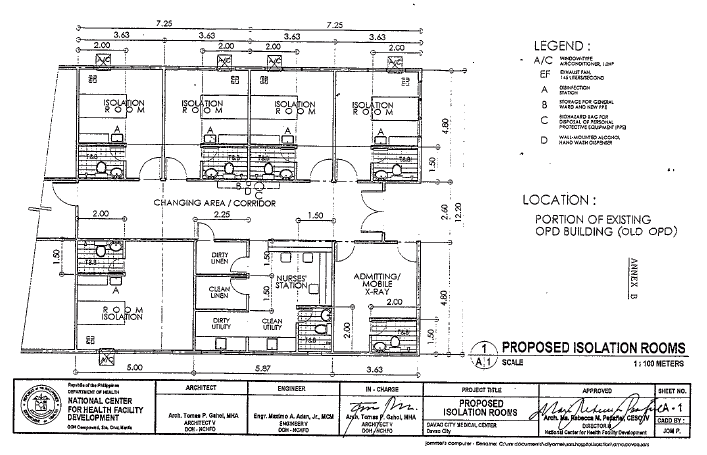 7.25
7.25
3.63
3.63
3.63
3.63
2.00
2.00
2.00
2.00
A/C
A/C
A/C
A/C
ISOLATION
ROOM
ISOLATION
ROOM
ISOLATION
ROOM
ISOLATION
ROOM
A
A
A
A
T&B
T&B
T&B
T&B
4.80
1.50
B
D
C
CHANGING AREA / CORRIDOR
2.60
12.20
2.00
2.25
1.50
T&B
1.50
A
ROOM
ISOLATION
A/C
DIRTY
LINEN
CLEAN
LINEN
DIRTY
UTILITY
CLEAN
UTILITY
1.50
1.50
NURSES'
STATION
T&B
ADMITTING/
MOBILE
X-RAY
2.00
2.00
T&B
4.80
1.50
5.00
5.87
3.63
LEGEND :
A/C WINDOW-TYPE
AIRCONDITIONER, 1.0HP
EF EXHAUST FAN,
145 LITERS/SECOND
A DISINFECTION
STATION
B STORAGE FOR GENERAL
WARD AND NEW PPE
C BIOHAZARD BAG FOR
DISPOSAL OF PERSONAL
PROTECTIVE EQUIPMENT (PPE)
D WALL-MOUNTED ALCOHOL
HAND WASH DISPENSER
LOCATION :
PORTION OF EXISTING
OPD BUILDING (OLD OPD)
ANNEX B
1
A 1
PROPOSED ISOLATION ROOMS
SCALE 1 : 100 METERS
Republic of the Philippines
DEPARTMENT OF HEALTH
NATIONAL CENTER
FOR HEALTH FACILITY
DEVELOPMENT
DOH Compound, Sta. Cruz, Manila
ARCHITECT
Arch. Tomas P. Gahol, MHA
ARCHITECT V
DOH - NCHFD
ENGINEER
Engr. Maximo A. Adan, Jr., MCM
ENGINEER V
DOH - NCHFD
IN - CHARGE
Arch. Tomas P. Gahol, MHA
ARCHITECT V
DOH - NCHFD
PROJECT TITLE
PROPOSED
ISOLATION ROOMS
DAVAO CITY MEDICAL CENTER
Davao City
APPROVED
Arch. Ma. Rebecca M. Peñafiel, CESO IV
DIRECTOR III
National Center for Health Facility Development
SHEET NO.
A - 1
CADD BY :
JOM P.